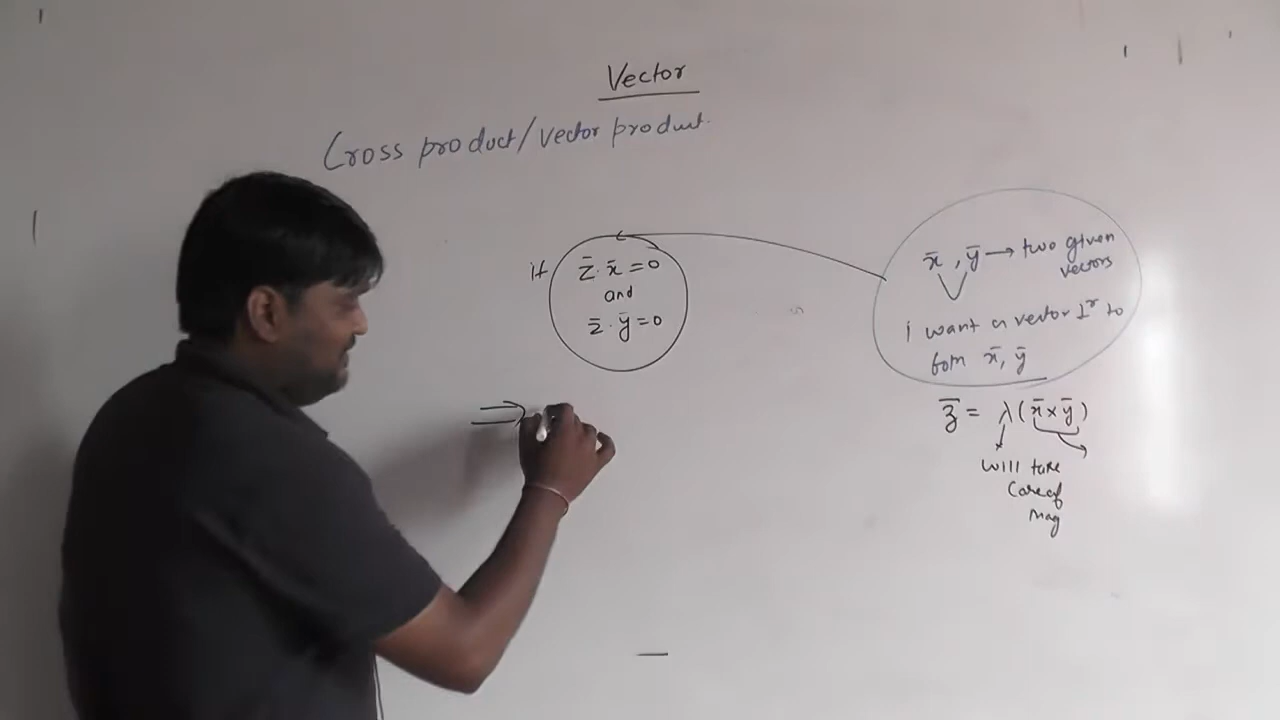 Vector
Cross product/vector product.
if z̄·x̄=0
and
z̄·ȳ=0
x̄, ȳ → two given
vectors
i want a vector ⊥r to
both x̄, ȳ
z̄ = λ(x̄×ȳ)
will take
Care of
mag
⇒